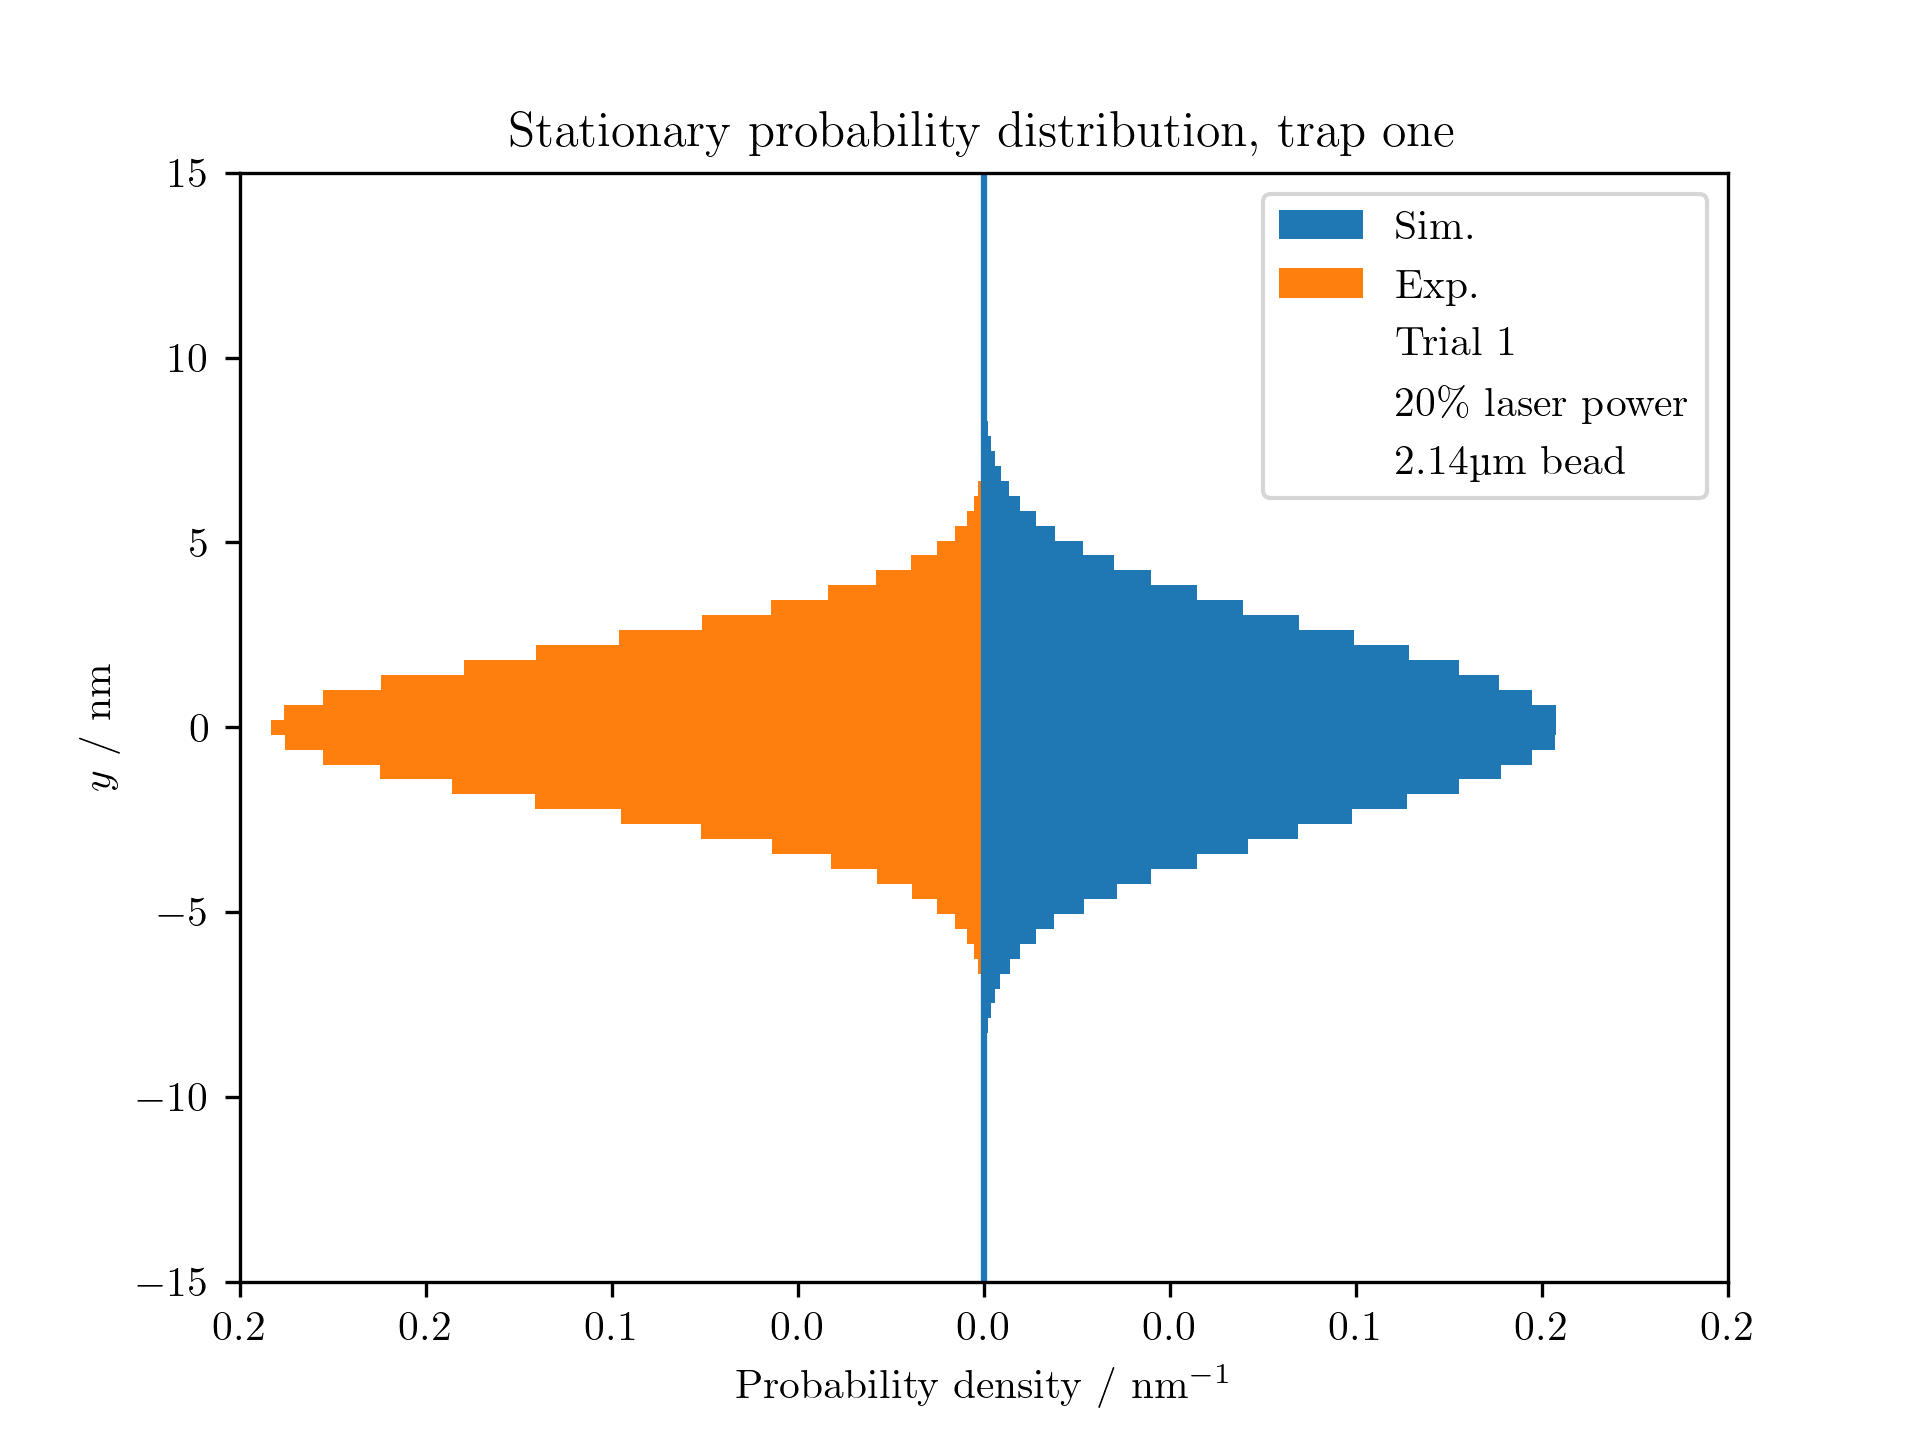 Stationary probability distribution, trap one
Sim.
Exp.
Trial 1
20% laser power
2.14µm bead
15
10
5
0
−5
−10
−15
y / nm
0.2 0.2 0.1 0.0 0.0 0.0 0.1 0.2 0.2
Probability density / nm⁻¹